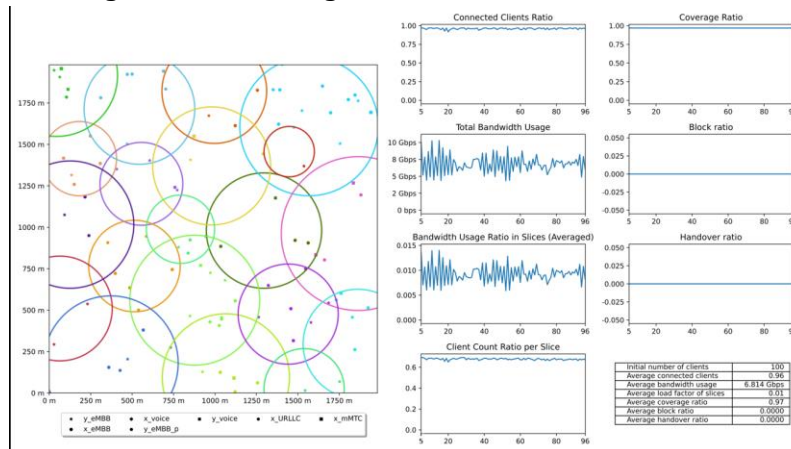 Connected Clients Ratio
1.00
0.75
0.50
0.25
0.00
5 20 40 60 80 96
Coverage Ratio
1.00
0.75
0.50
0.25
0.00
5 20 40 60 80 96
Total Bandwidth Usage
10 Gbps
8 Gbps
5 Gbps
2 Gbps
0 bps
5 20 40 60 80 96
Block ratio
0.050
0.025
0.000
-0.025
-0.050
5 20 40 60 80 96
Bandwidth Usage Ratio in Slices (Averaged)
0.015
0.010
0.005
0.000
5 20 40 60 80 96
Handover ratio
0.050
0.025
0.000
-0.025
-0.050
5 20 40 60 80 96
Client Count Ratio per Slice
0.6
0.4
0.2
0.0
5 20 40 60 80 96
1750 m
1500 m
1250 m
1000 m
750 m
500 m
250 m
0 m
0 m 250 m 500 m 750 m 1000 m 1250 m 1500 m 1750 m
y_eMBB x_voice y_voice x_URLLC x_mMTC
x_eMBB y_eMBB_p
Initial number of clients 100
Average connected clients 0.96
Average bandwidth usage 6.814 Gbps
Average load factor of slices 0.01
Average coverage ratio 0.97
Average block ratio 0.0000
Average handover ratio 0.0000